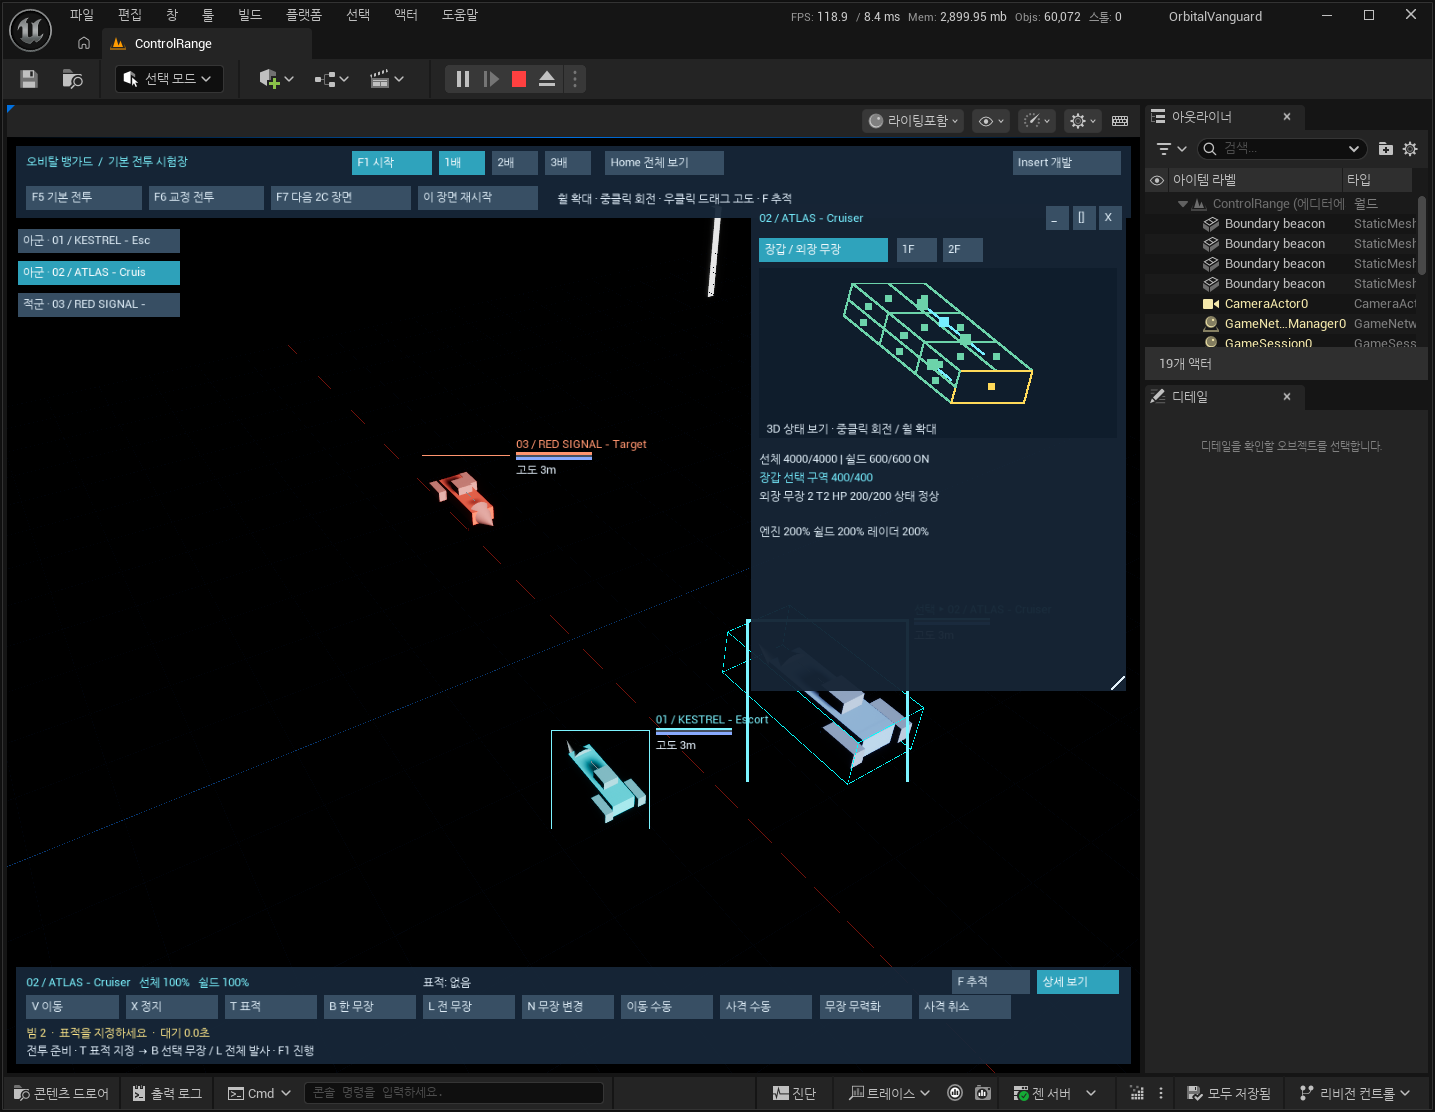 파일 편집 창 툴 빌드 플랫폼 선택 액터 도움말
FPS: 118.9 / 8.4 ms Mem: 2,899.95 mb Objs: 60,072 스톨: 0
OrbitalVanguard
ControlRange
선택 모드
라이팅포함
오비탈 뱅가드 / 기본 전투 시험장
F1 시작
1배
2배
3배
Home 전체 보기
Insert 개발
F5 기본 전투
F6 교정 전투
F7 다음 2C 장면
이 장면 재시작
휠 확대 · 중클릭 회전 · 우클릭 드래그 고도 · F 추적
아군 · 01 / KESTREL - Esc
아군 · 02 / ATLAS - Cruis
적군 · 03 / RED SIGNAL -
02 / ATLAS - Cruiser
_ [] X
장갑 / 외장 무장
1F
2F
3D 상태 보기 · 중클릭 회전 / 휠 확대
선체 4000/4000 | 쉴드 600/600 ON
장갑 선택 구역 400/400
외장 무장 2 T2 HP 200/200 상태 정상
엔진 200% 쉴드 200% 레이더 200%
03 / RED SIGNAL - Target
고도 3m
고도 3m
01 / KESTREL - Escort
고도 3m
02 / ATLAS - Cruiser 선체 100% 쉴드 100%
표적: 없음
F 추적
상세 보기
V 이동
X 정지
T 표적
B 한 무장
L 전 무장
N 무장 변경
이동 수동
사격 수동
무장 무력화
사격 취소
빔 2 · 표적을 지정하세요 · 대기 0.0초
전투 준비 · T 표적 지정 → B 선택 무장 / L 전체 발사 · F1 진행
아웃라이너
검색...
아이템 라벨
타입
ControlRange (에디터에 월드
Boundary beacon StaticMesh
Boundary beacon StaticMesh
Boundary beacon StaticMesh
Boundary beacon StaticMesh
CameraActor0 CameraAct
GameNet...Manager0 GameNetw
GameSession0 GameSess
19개 액터
디테일
디테일을 확인할 오브젝트를 선택합니다.
콘텐츠 드로어
출력 로그
Cmd
콘솔 명령을 입력하세요.
진단
트레이스
젠 서버
모두 저장됨
리비전 컨트롤